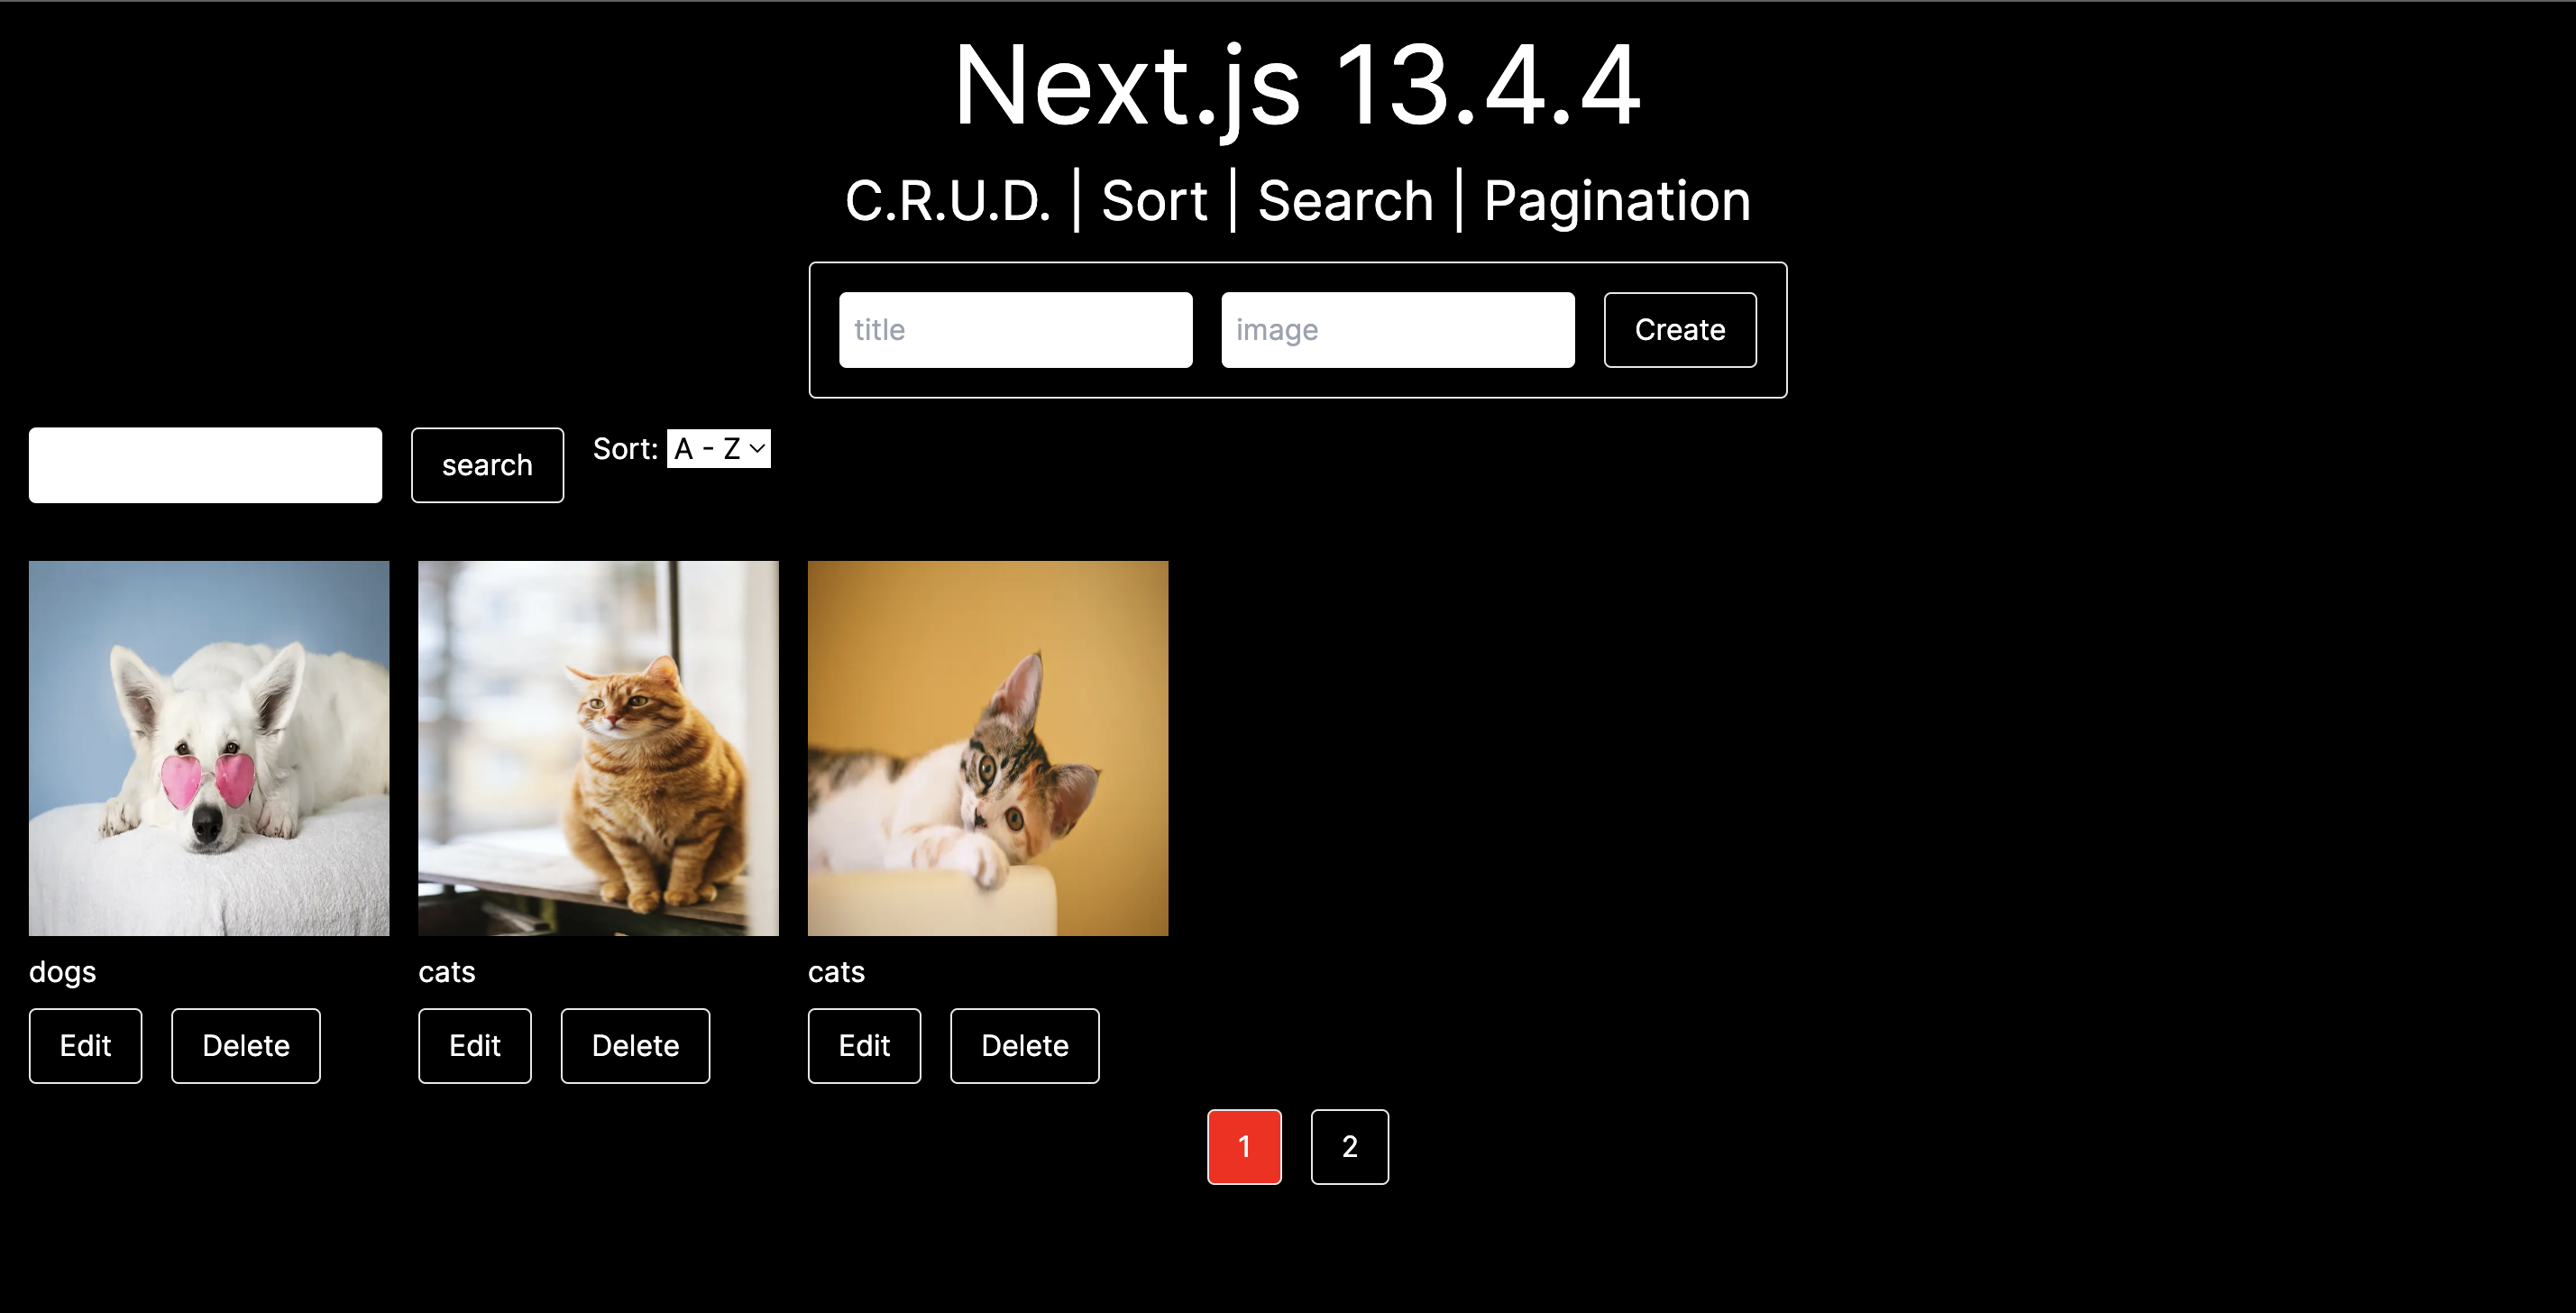 Next.js 13.4.4
C.R.U.D. | Sort | Search | Pagination
title image Create
search Sort: A - Z
dogs cats cats
Edit Delete Edit Delete Edit Delete
1 2